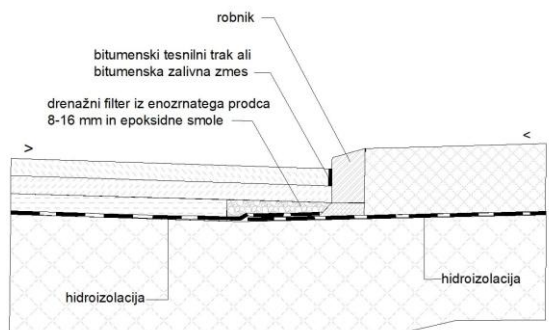 robnik
bitumenski tesnilni trak ali
bitumenska zalivna zmes
drenažni filter iz enozrnatega prodca
8-16 mm in epoksidne smole
>
<
hidroizolacija
hidroizolacija